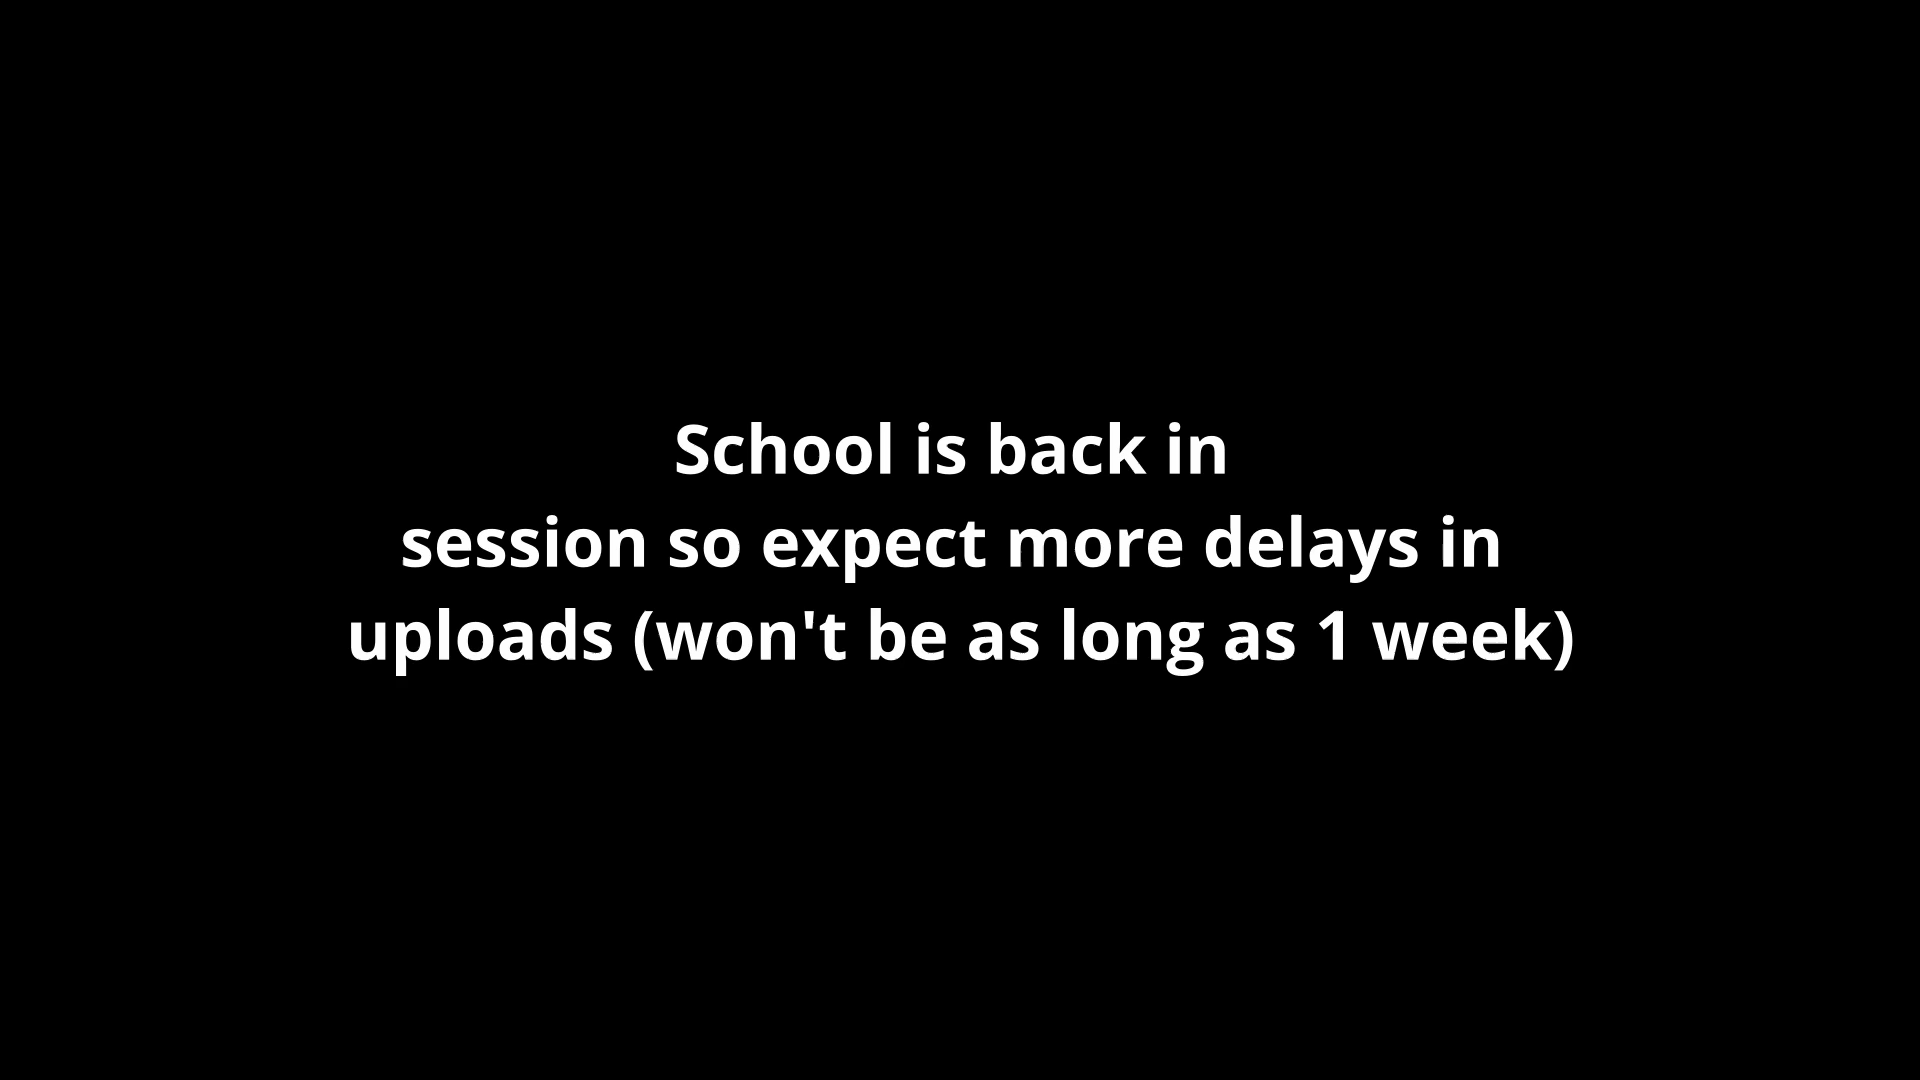 School is back in
session so expect more delays in
uploads (won't be as long as 1 week)